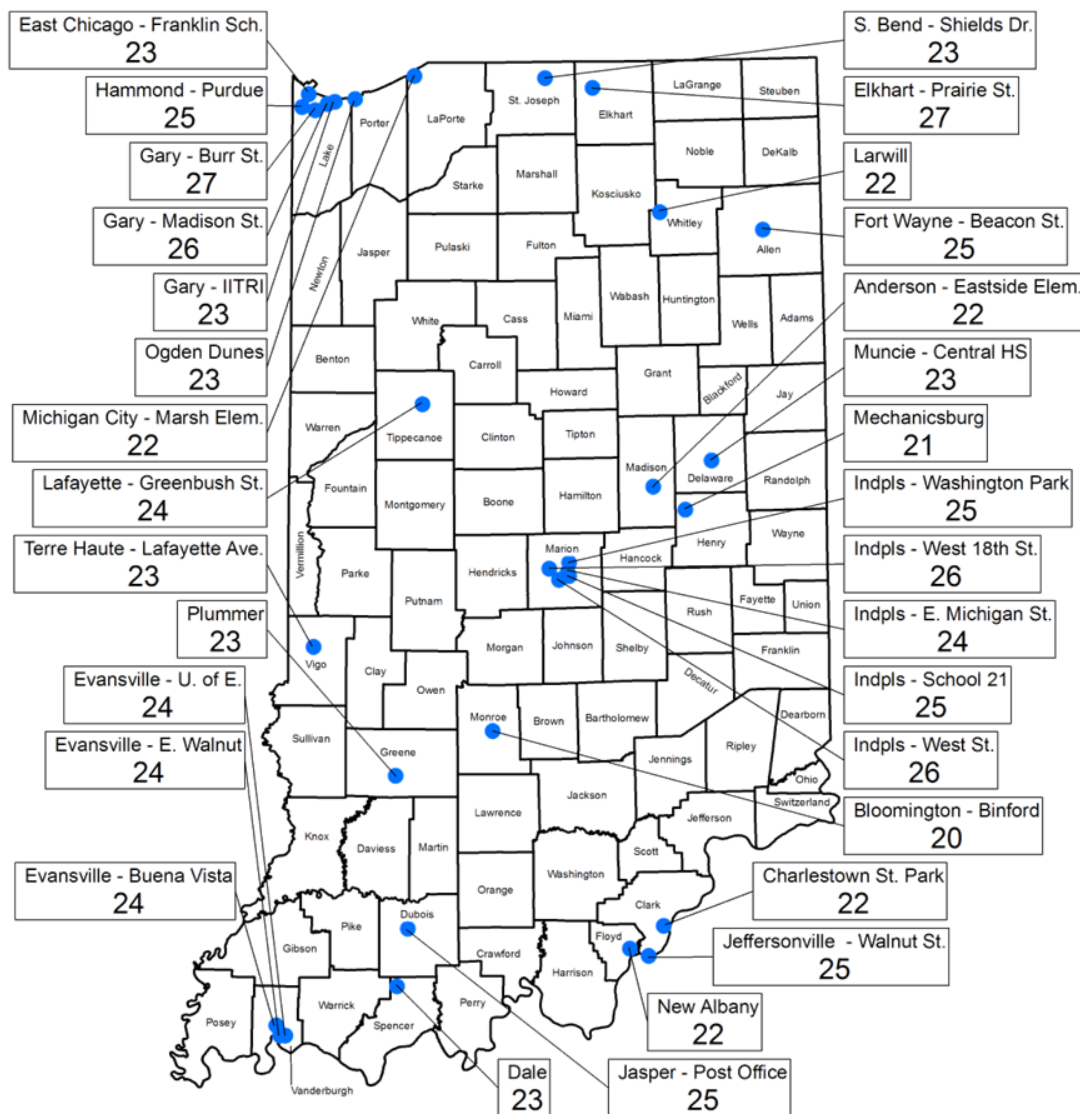 East Chicago - Franklin Sch.
23
Hammond - Purdue
25
Gary - Burr St.
27
Gary - Madison St.
26
Gary - IITRI
23
Ogden Dunes
23
Michigan City - Marsh Elem.
22
Lafayette - Greenbush St.
24
Terre Haute - Lafayette Ave.
23
Plummer
23
Evansville - U. of E.
24
Evansville - E. Walnut
24
Evansville - Buena Vista
24
S. Bend - Shields Dr.
23
Elkhart - Prairie St.
27
Larwill
22
Fort Wayne - Beacon St.
25
Anderson - Eastside Elem.
22
Muncie - Central HS
23
Mechanicsburg
21
Indpls - Washington Park
25
Indpls - West 18th St.
26
Indpls - E. Michigan St.
24
Indpls - School 21
25
Indpls - West St.
26
Bloomington - Binford
20
Charlestown St. Park
22
Jeffersonville - Walnut St.
25
New Albany
22
Jasper - Post Office
25
Dale
23
Lake
Porter
LaPorte
St. Joseph
Elkhart
LaGrange
Steuben
Noble
DeKalb
Starke
Marshall
Kosciusko
Whitley
Allen
Newton
Jasper
Pulaski
Fulton
Wabash
Huntington
Miami
Wells
Adams
White
Cass
Benton
Carroll
Grant
Blackford
Jay
Howard
Warren
Tippecanoe
Clinton
Tipton
Madison
Delaware
Randolph
Fountain
Montgomery
Boone
Hamilton
Vermillion
Parke
Putnam
Hendricks
Marion
Hancock
Henry
Wayne
Rush
Fayette
Union
Vigo
Clay
Owen
Morgan
Johnson
Shelby
Decatur
Franklin
Sullivan
Greene
Monroe
Brown
Bartholomew
Jennings
Ripley
Dearborn
Ohio
Switzerland
Knox
Daviess
Martin
Lawrence
Jackson
Jefferson
Scott
Washington
Orange
Clark
Gibson
Pike
Dubois
Crawford
Floyd
Harrison
Posey
Warrick
Spencer
Perry
Vanderburgh